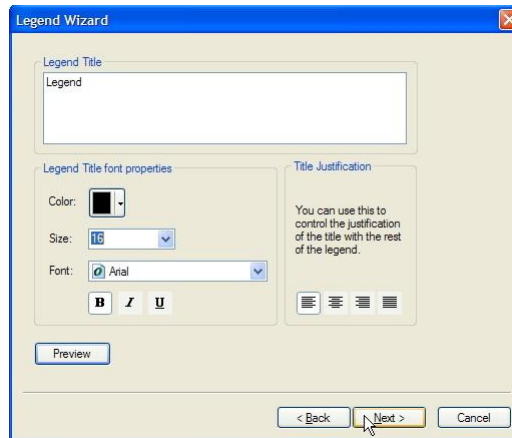 Legend Wizard
Legend Title
Legend
Legend Title font properties
Color:
Size:
16
Font:
Arial
B I U
Title Justification
You can use this to
control the justification
of the title with the rest
of the legend.
Preview
< Back
Next >
Cancel